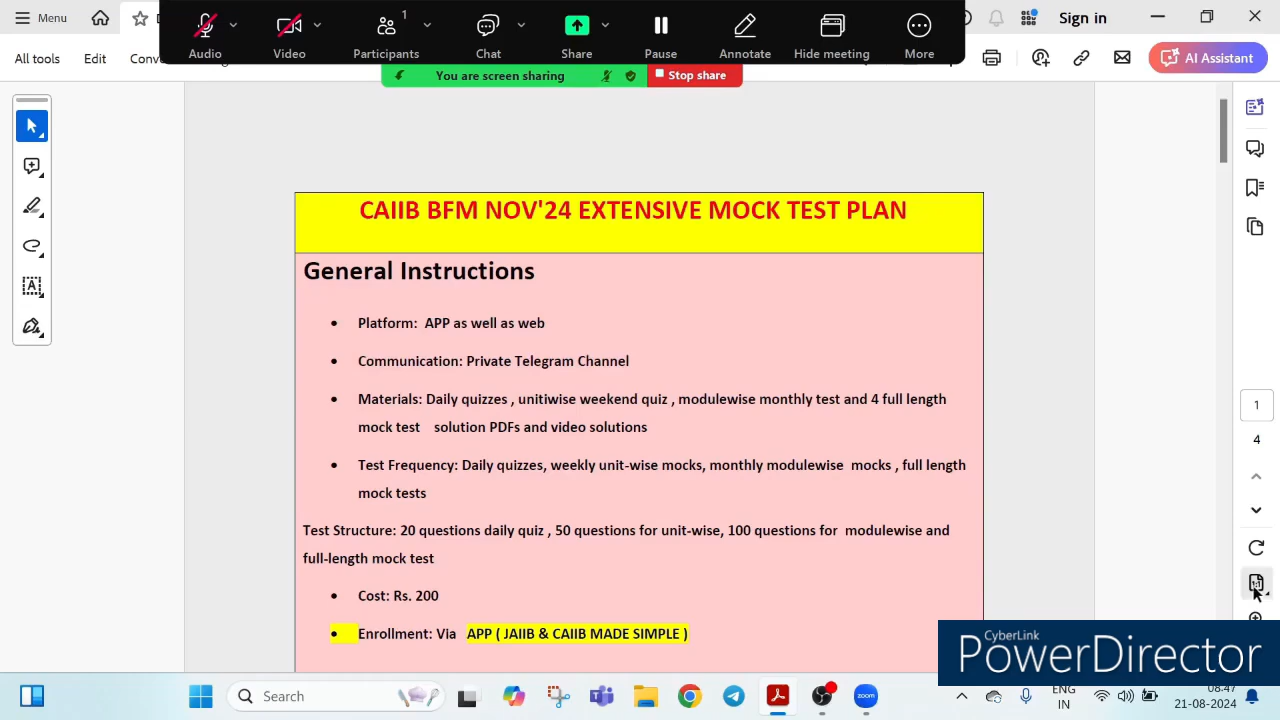 Menu
1
Sign in
Audio
Video
Participants
Chat
Share
Pause
Annotate
Hide meeting
More
All tools
Edit
AI Assistant
You are screen sharing
Stop share
CAIIB BFM NOV'24 EXTENSIVE MOCK TEST PLAN
General Instructions
• Platform: APP as well as web
• Communication: Private Telegram Channel
• Materials: Daily quizzes , unitiwise weekend quiz , modulewise monthly test and 4 full length
mock test solution PDFs and video solutions
• Test Frequency: Daily quizzes, weekly unit-wise mocks, monthly modulewise mocks , full length
mock tests
Test Structure: 20 questions daily quiz , 50 questions for unit-wise, 100 questions for modulewise and
full-length mock test
• Cost: Rs. 200
• Enrollment: Via APP ( JAIIB & CAIIB MADE SIMPLE )
1
4
CyberLink
PowerDirector
Search
ENG
IN
08:47
21-08-2024
zoom